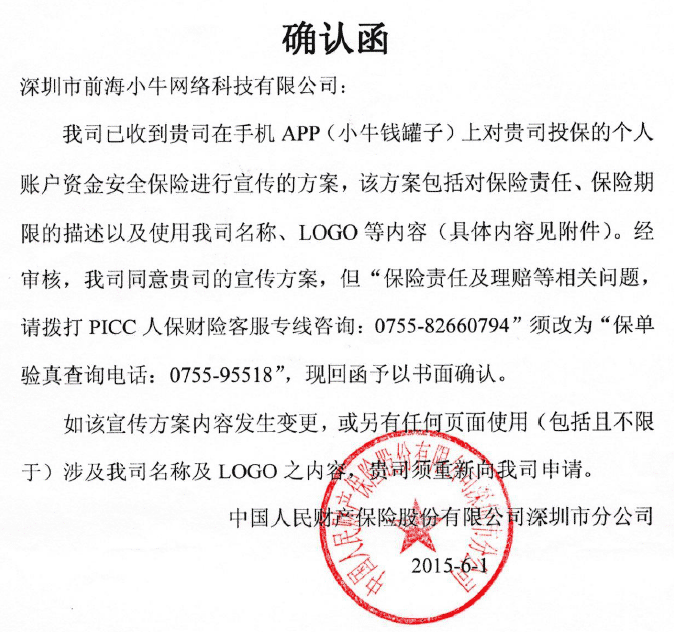 确认函
深圳市前海小牛网络科技有限公司：
我司已收到贵司在手机 APP（小牛钱罐子）上对贵司投保的个人
账户资金安全保险进行宣传的方案，该方案包括对保险责任、保险期
限的描述以及使用我司名称、LOGO 等内容（具体内容见附件）。经
审核，我司同意贵司的宣传方案，但“保险责任及理赔等相关问题，
请拨打 PICC 人保财险客服专线咨询：0755-82660794”须改为“保单
验真查询电话：0755-95518”，现回函予以书面确认。
如该宣传方案内容发生变更，或另有任何页面使用（包括且不限
于）涉及我司名称及 LOGO 之内容，贵司须重新向我司申请。
中国人民财产保险股份有限公司深圳市分公司
2015-6-1
中国人民财产保险股份有限公司深圳市分公司